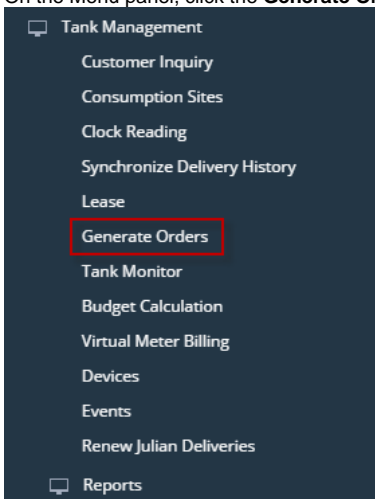 On the Menu panel, click the Generate O
Tank Management
Customer Inquiry
Consumption Sites
Clock Reading
Synchronize Delivery History
Lease
Generate Orders
Tank Monitor
Budget Calculation
Virtual Meter Billing
Devices
Events
Renew Julian Deliveries
Reports